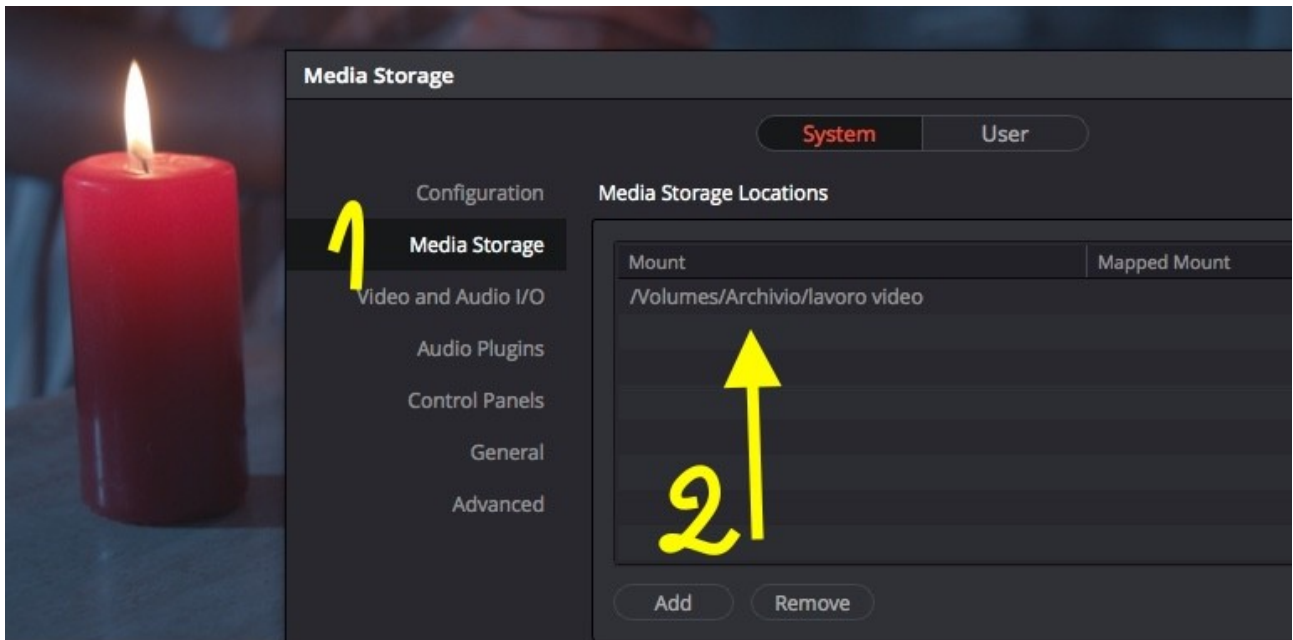 Media Storage
System User
Configuration
Media Storage
Video and Audio I/O
Audio Plugins
Control Panels
General
Advanced
1
Media Storage Locations
Mount Mapped Mount
/Volumes/Archivio/lavoro video
2
Add Remove